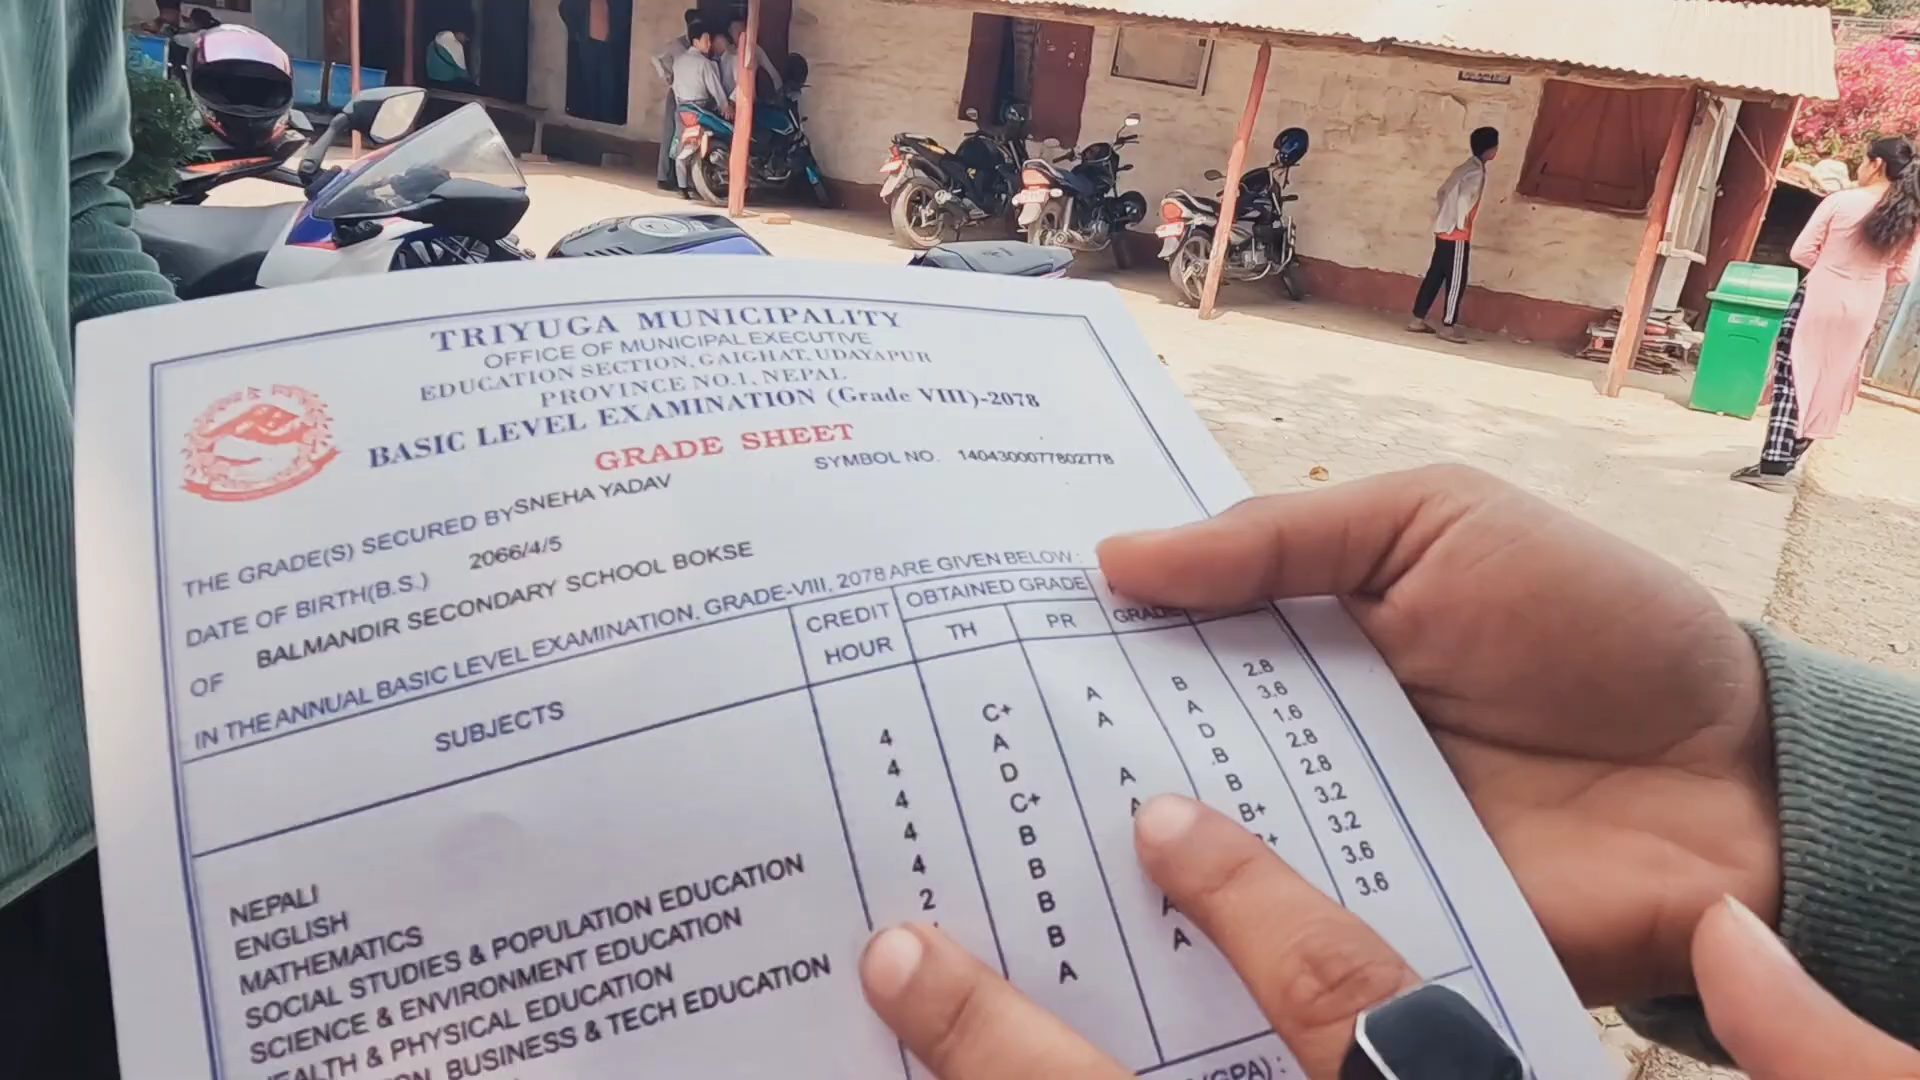 TRIYUGA MUNICIPALITY
OFFICE OF MUNICIPAL EXECUTIVE
EDUCATION SECTION, GAIGHAT, UDAYAPUR
PROVINCE NO.1, NEPAL
BASIC LEVEL EXAMINATION (Grade VIII)-2078
GRADE SHEET
SYMBOL NO. 1404300077802778
THE GRADE(S) SECURED BY SNEHA YADAV
DATE OF BIRTH(B.S.) 2066/4/5
OF BALMANDIR SECONDARY SCHOOL BOKSE
IN THE ANNUAL BASIC LEVEL EXAMINATION, GRADE-VIII, 2078 ARE GIVEN BELOW :
SUBJECTS CREDIT HOUR OBTAINED GRADE GRADE
TH PR
NEPALI 4 C+ A B 2.8
ENGLISH 4 A A A 3.6
MATHEMATICS 4 D D 1.6
SOCIAL STUDIES & POPULATION EDUCATION 4 C+ A B 2.8
SCIENCE & ENVIRONMENT EDUCATION 4 B A B 2.8
HEALTH & PHYSICAL EDUCATION 2 B B+ 3.2
BUSINESS & TECH EDUCATION B 3.2
B A 3.6
A A 3.6
(GPA) :